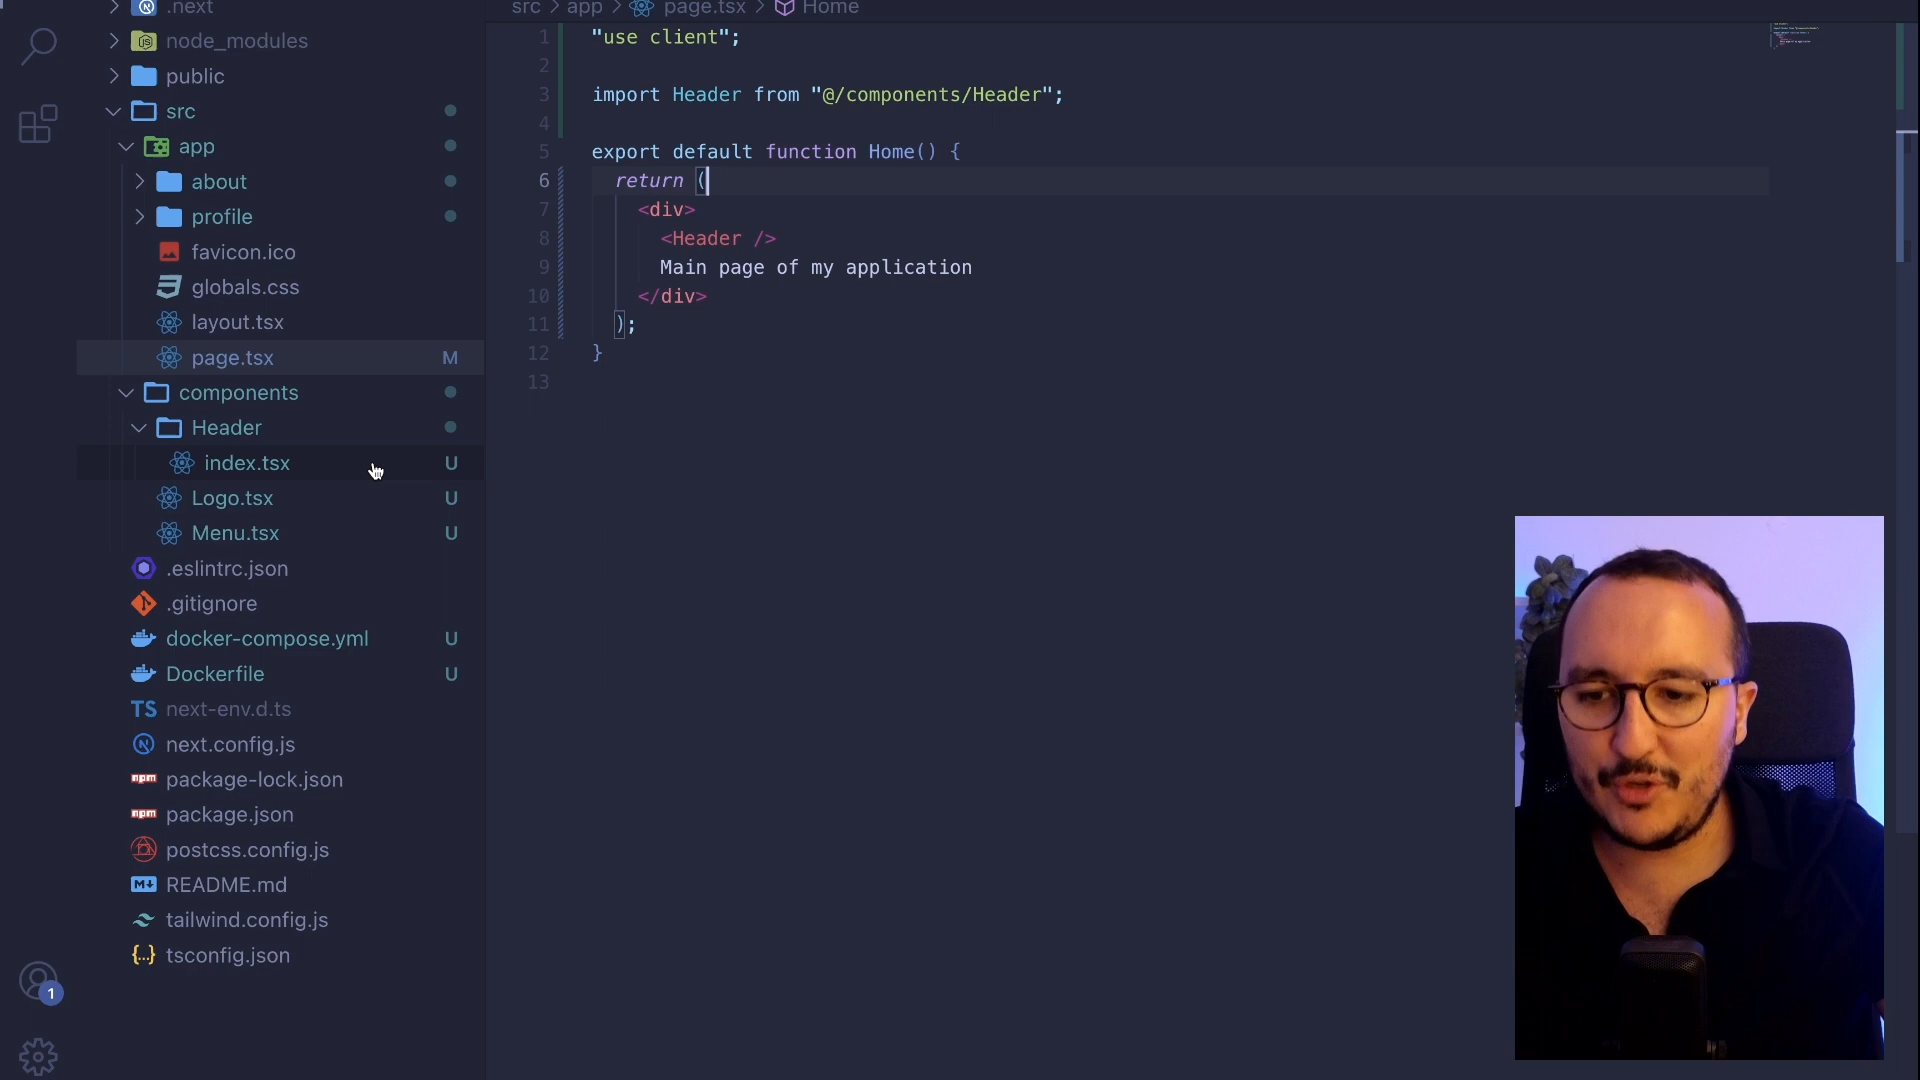 .next
node_modules
public
src
app
about
profile
favicon.ico
globals.css
layout.tsx
page.tsx M
components
Header
index.tsx U
Logo.tsx U
Menu.tsx U
.eslintrc.json
.gitignore
docker-compose.yml U
Dockerfile U
TS next-env.d.ts
next.config.js
npm package-lock.json
npm package.json
postcss.config.js
M README.md
tailwind.config.js
{..} tsconfig.json
1
src > app > page.tsx > Home
1 "use client";
2
3 import Header from "@/components/Header";
4
5 export default function Home() {
6 return (
7 <div>
8 <Header />
9 Main page of my application
10 </div>
11 );
12 }
13